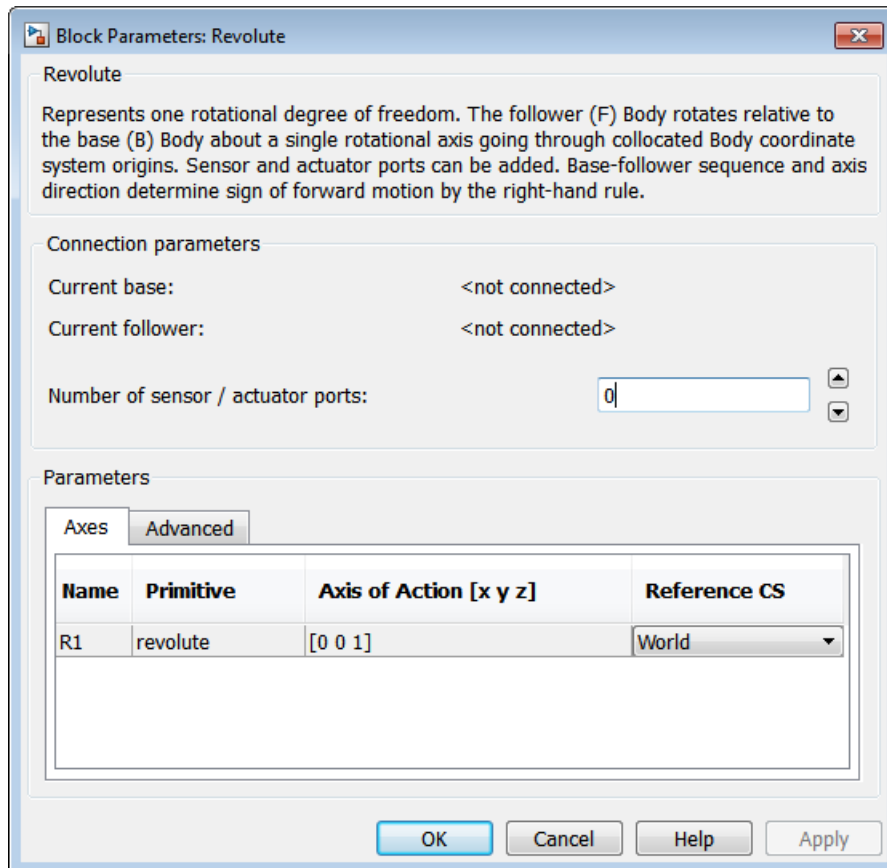 Block Parameters: Revolute
Revolute
Represents one rotational degree of freedom. The follower (F) Body rotates relative to
the base (B) Body about a single rotational axis going through collocated Body coordinate
system origins. Sensor and actuator ports can be added. Base-follower sequence and axis
direction determine sign of forward motion by the right-hand rule.
Connection parameters
Current base: <not connected>
Current follower: <not connected>
Number of sensor / actuator ports: 0
Parameters
Axes Advanced
Name Primitive Axis of Action [x y z] Reference CS
R1 revolute [0 0 1] World
OK Cancel Help Apply